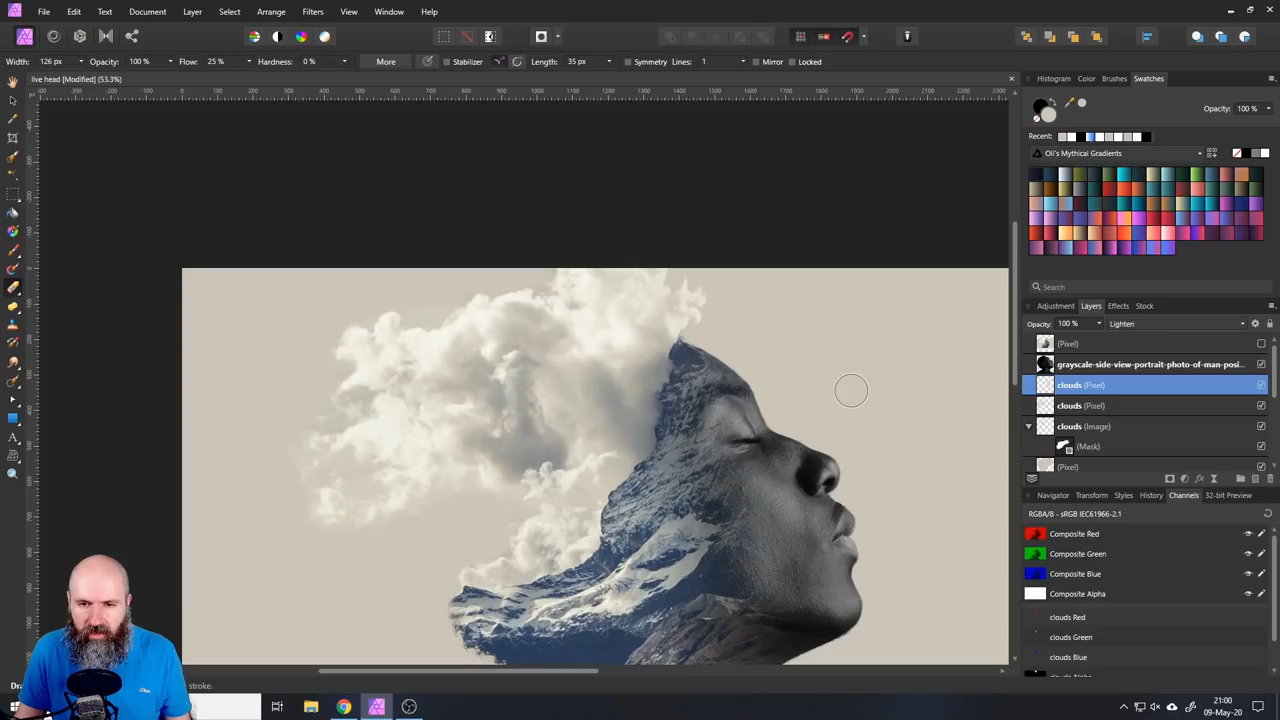 File Edit Text Document Layer Select Arrange Filters View Window Help
Width: 126 px Opacity: 100 % Flow: 25 % Hardness: 0 % More Stabilizer Length: 35 px Symmetry Lines: 1 Mirror Locked
live head [Modified] (53.3%)
Histogram Color Brushes Swatches
Opacity: 100 %
Recent:
Oli's Mythical Gradients
Search
Adjustment Layers Effects Stock
Opacity: 100 % Lighten
(Pixel)
grayscale-side-view-portrait-photo-of-man-posi...
clouds (Pixel)
clouds (Pixel)
clouds (Image)
(Mask)
(Pixel)
Navigator Transform Styles History Channels 32-bit Preview
RGBA/8 - sRGB IEC61966-2.1
Composite Red
Composite Green
Composite Blue
Composite Alpha
clouds Red
clouds Green
clouds Blue
stroke.
21:00
09-May-20